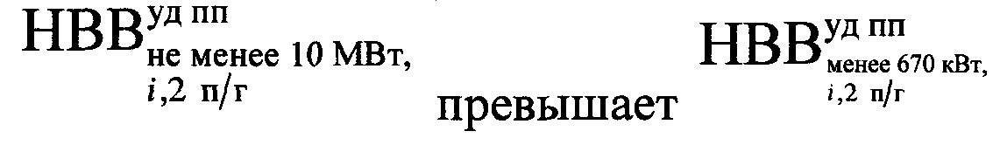 НВВ уд пп не менее 10 МВт, i,2 п/г превышает НВВ уд пп менее 670 кВт, i,2 п/г